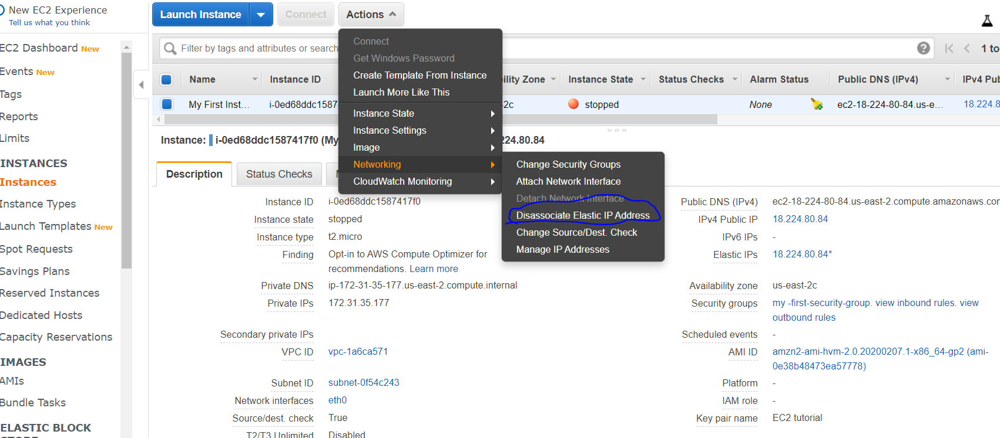 New EC2 Experience
Tell us what you think
EC2 Dashboard New
Events New
Tags
Reports
Limits
INSTANCES
Instances
Instance Types
Launch Templates New
Spot Requests
Savings Plans
Reserved Instances
Dedicated Hosts
Capacity Reservations
IMAGES
AMIs
Bundle Tasks
ELASTIC BLOCK
Launch Instance Connect Actions
Filter by tags and attributes or search
1 to
Name Instance ID bility Zone Instance State Status Checks Alarm Status Public DNS (IPv4) IPv4 Pub
My First Inst... i-0ed68ddc1587 -2c stopped None ec2-18-224-80-84.us-e... 18.224.8
Connect
Get Windows Password
Create Template From Instance
Launch More Like This
Instance State
Instance Settings
Image
Networking
CloudWatch Monitoring
Change Security Groups
Attach Network Interface
Detach Network Interface
Disassociate Elastic IP Address
Change Source/Dest. Check
Manage IP Addresses
Instance: i-0ed68ddc1587417f0 (My 224.80.84
Description Status Checks
Instance ID i-0ed68ddc1587417f0
Instance state stopped
Instance type t2.micro
Finding Opt-in to AWS Compute Optimizer for
recommendations. Learn more
Private DNS ip-172-31-35-177.us-east-2.compute.internal
Private IPs 172.31.35.177
Secondary private IPs
VPC ID vpc-1a6ca571
Subnet ID subnet-0f54c243
Network interfaces eth0
Source/dest. check True
T2/T3 Unlimited Disabled
Public DNS (IPv4) ec2-18-224-80-84.us-east-2.compute.amazonaws.com
IPv4 Public IP 18.224.80.84
IPv6 IPs -
Elastic IPs 18.224.80.84*
Availability zone us-east-2c
Security groups my -first-security-group. view inbound rules. view
outbound rules
Scheduled events -
AMI ID amzn2-ami-hvm-2.0.20200207.1-x86_64-gp2 (ami-
0e38b48473ea57778)
Platform -
IAM role -
Key pair name EC2 tutorial